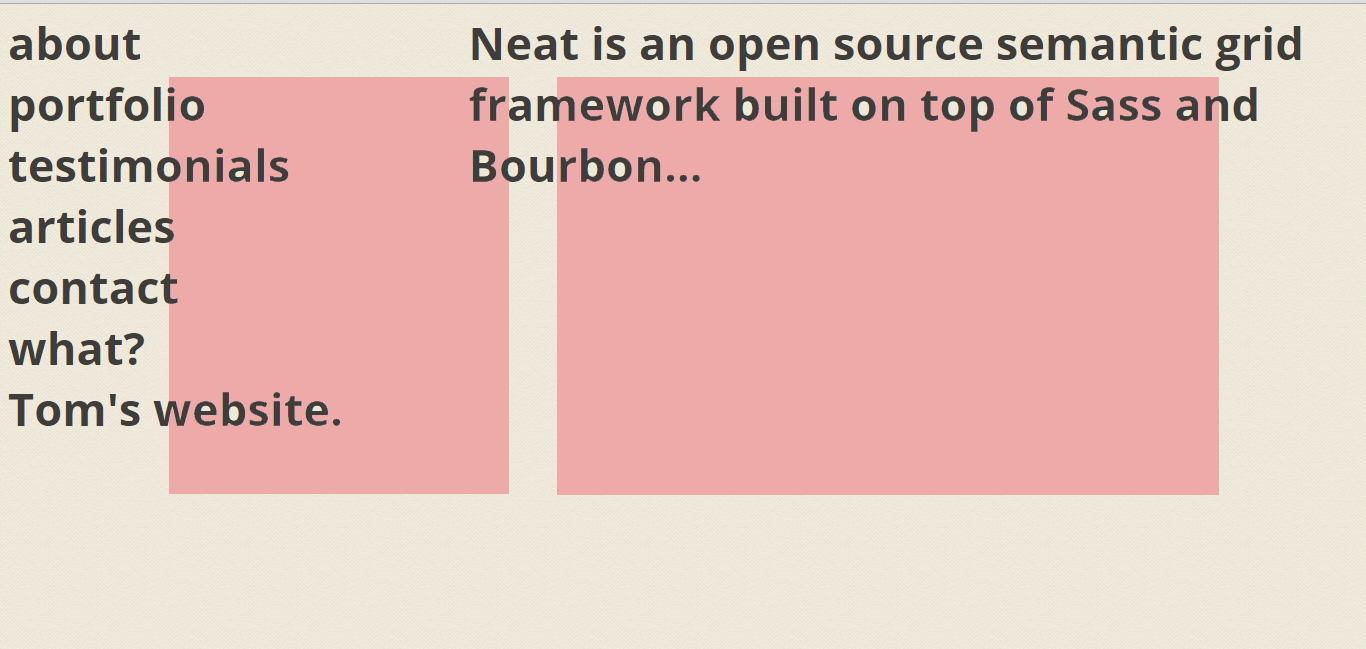 about
portfolio
testimonials
articles
contact
what?
Tom's website.
Neat is an open source semantic grid
framework built on top of Sass and
Bourbon...